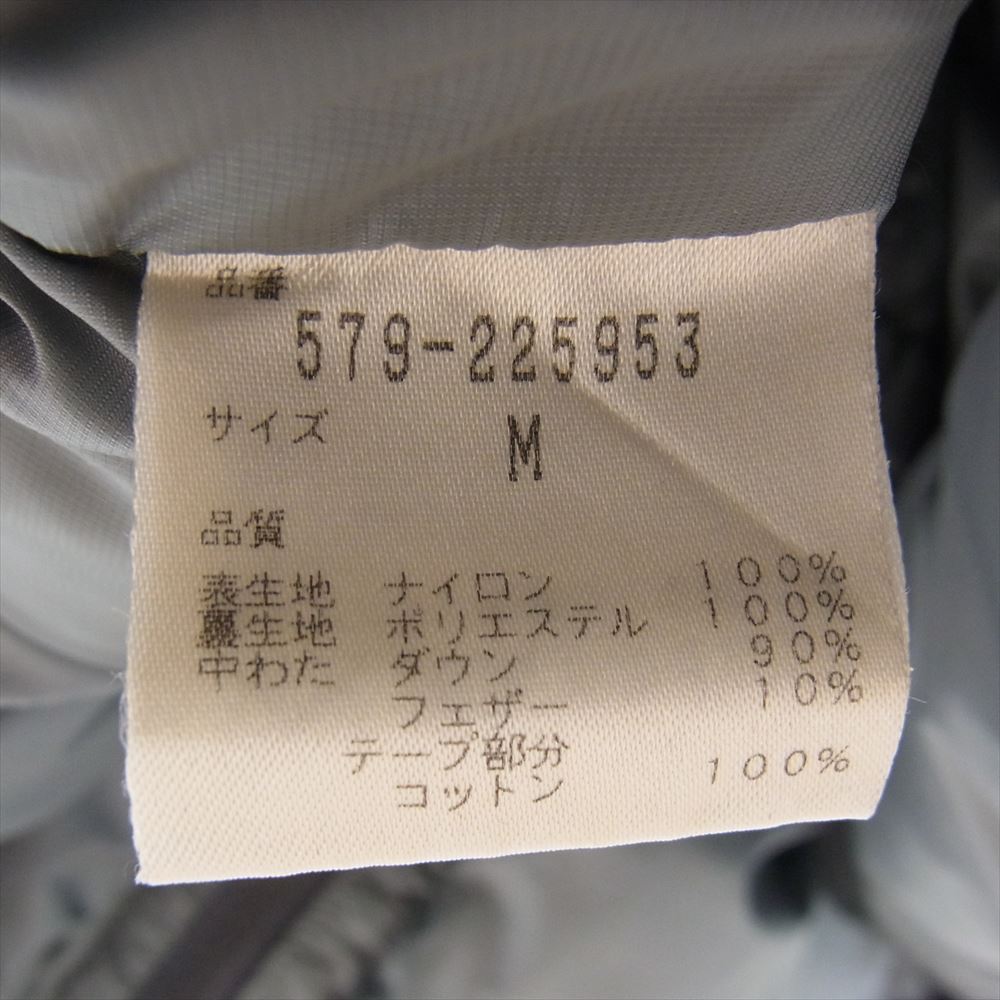 品番
579-225953
サイズ M
品質
表生地 ナイロン 100%
裏生地 ポリエステル 100%
中わた ダウン 90%
フェザー 10%
テープ部分
コットン 100%